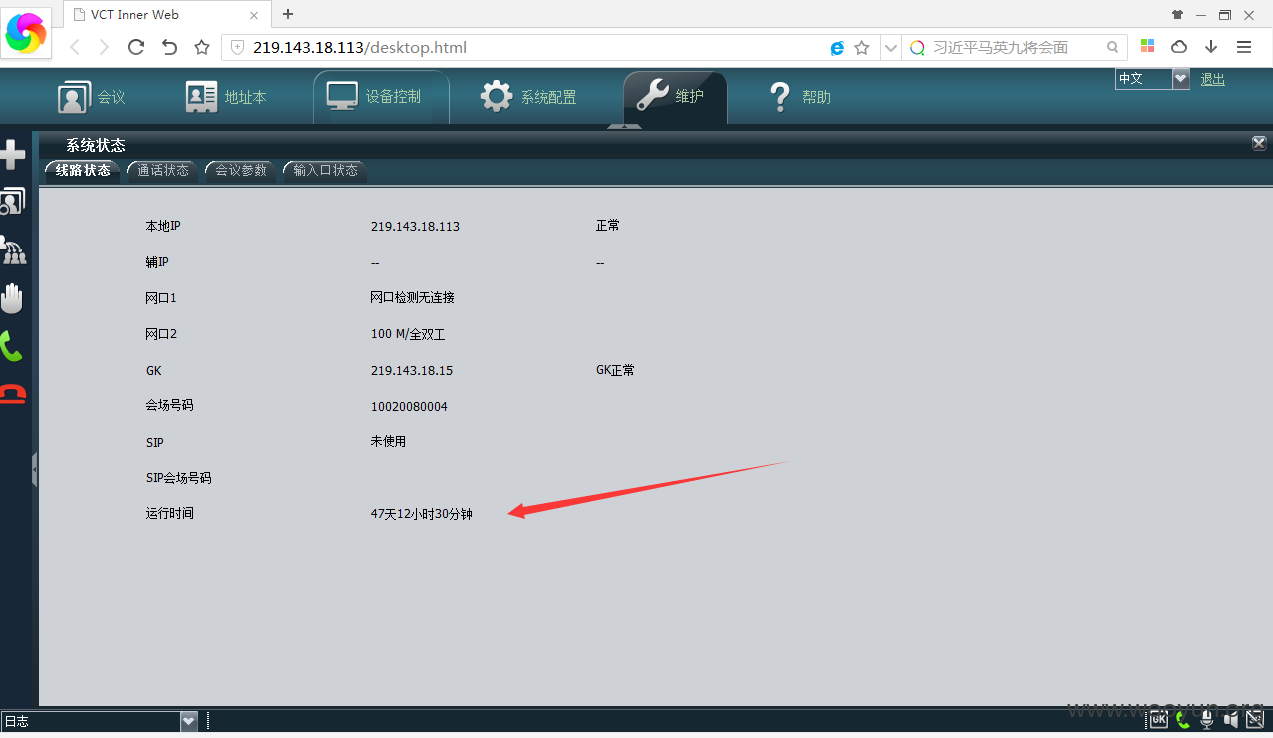 VCT Inner Web
219.143.18.113/desktop.html
习近平马英九将会面
会议
地址本
设备控制
系统配置
维护
帮助
中文
退出
系统状态
线路状态
通话状态
会议参数
输入口状态
本地IP 219.143.18.113 正常
辅IP -- --
网口1 网口检测无连接
网口2 100 M/全双工
GK 219.143.18.15 GK正常
会场号码 10020080004
SIP 未使用
SIP会场号码
运行时间 47天12小时30分钟
日志
GK
www.wooyun.org